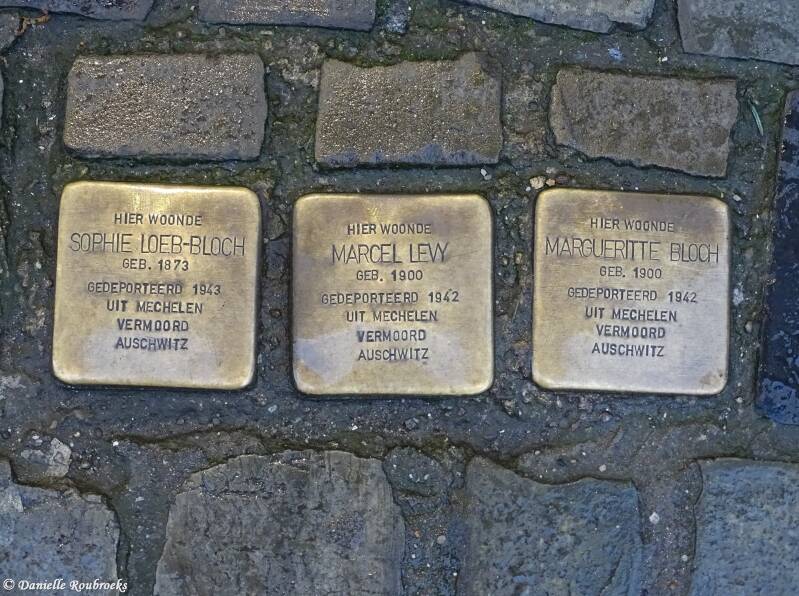 HIER WOONDE
SOPHIE LOEB-BLOCH
GEB. 1873
GEDEPORTEERD 1943
UIT MECHELEN
VERMOORD
AUSCHWITZ
HIER WOONDE
MARCEL LEVY
GEB. 1900
GEDEPORTEERD 1942
UIT MECHELEN
VERMOORD
AUSCHWITZ
HIER WOONDE
MARGUERITTE BLOCH
GEB. 1900
GEDEPORTEERD 1942
UIT MECHELEN
VERMOORD
AUSCHWITZ
© Danielle Roubroeks